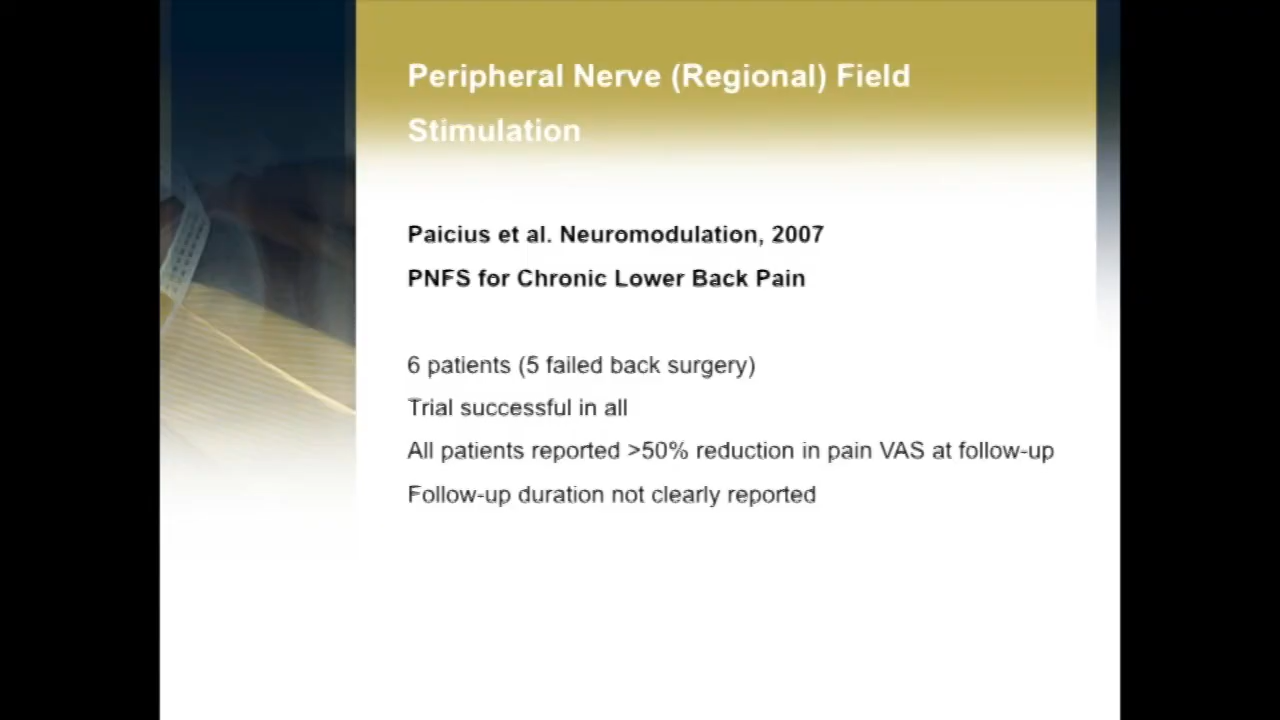 Peripheral Nerve (Regional) Field
Stimulation
Paicius et al. Neuromodulation, 2007
PNFS for Chronic Lower Back Pain
6 patients (5 failed back surgery)
Trial successful in all
All patients reported >50% reduction in pain VAS at follow-up
Follow-up duration not clearly reported